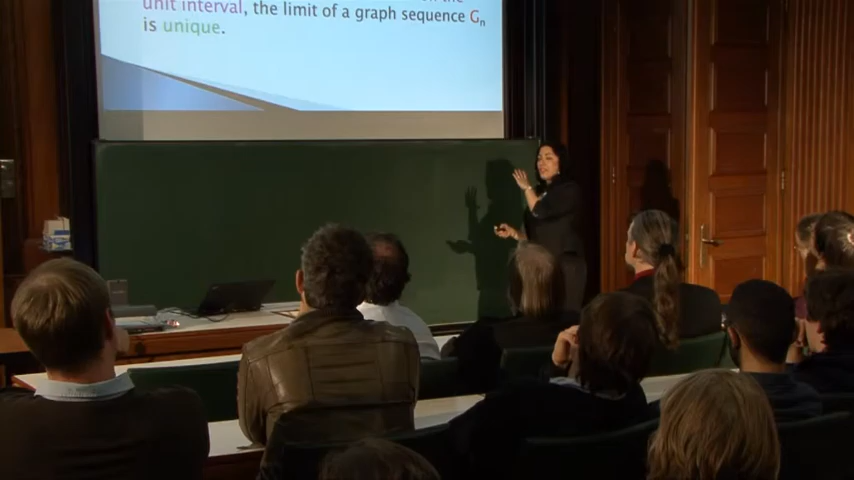 unit interval, the limit of a graph sequence Gn
is unique.